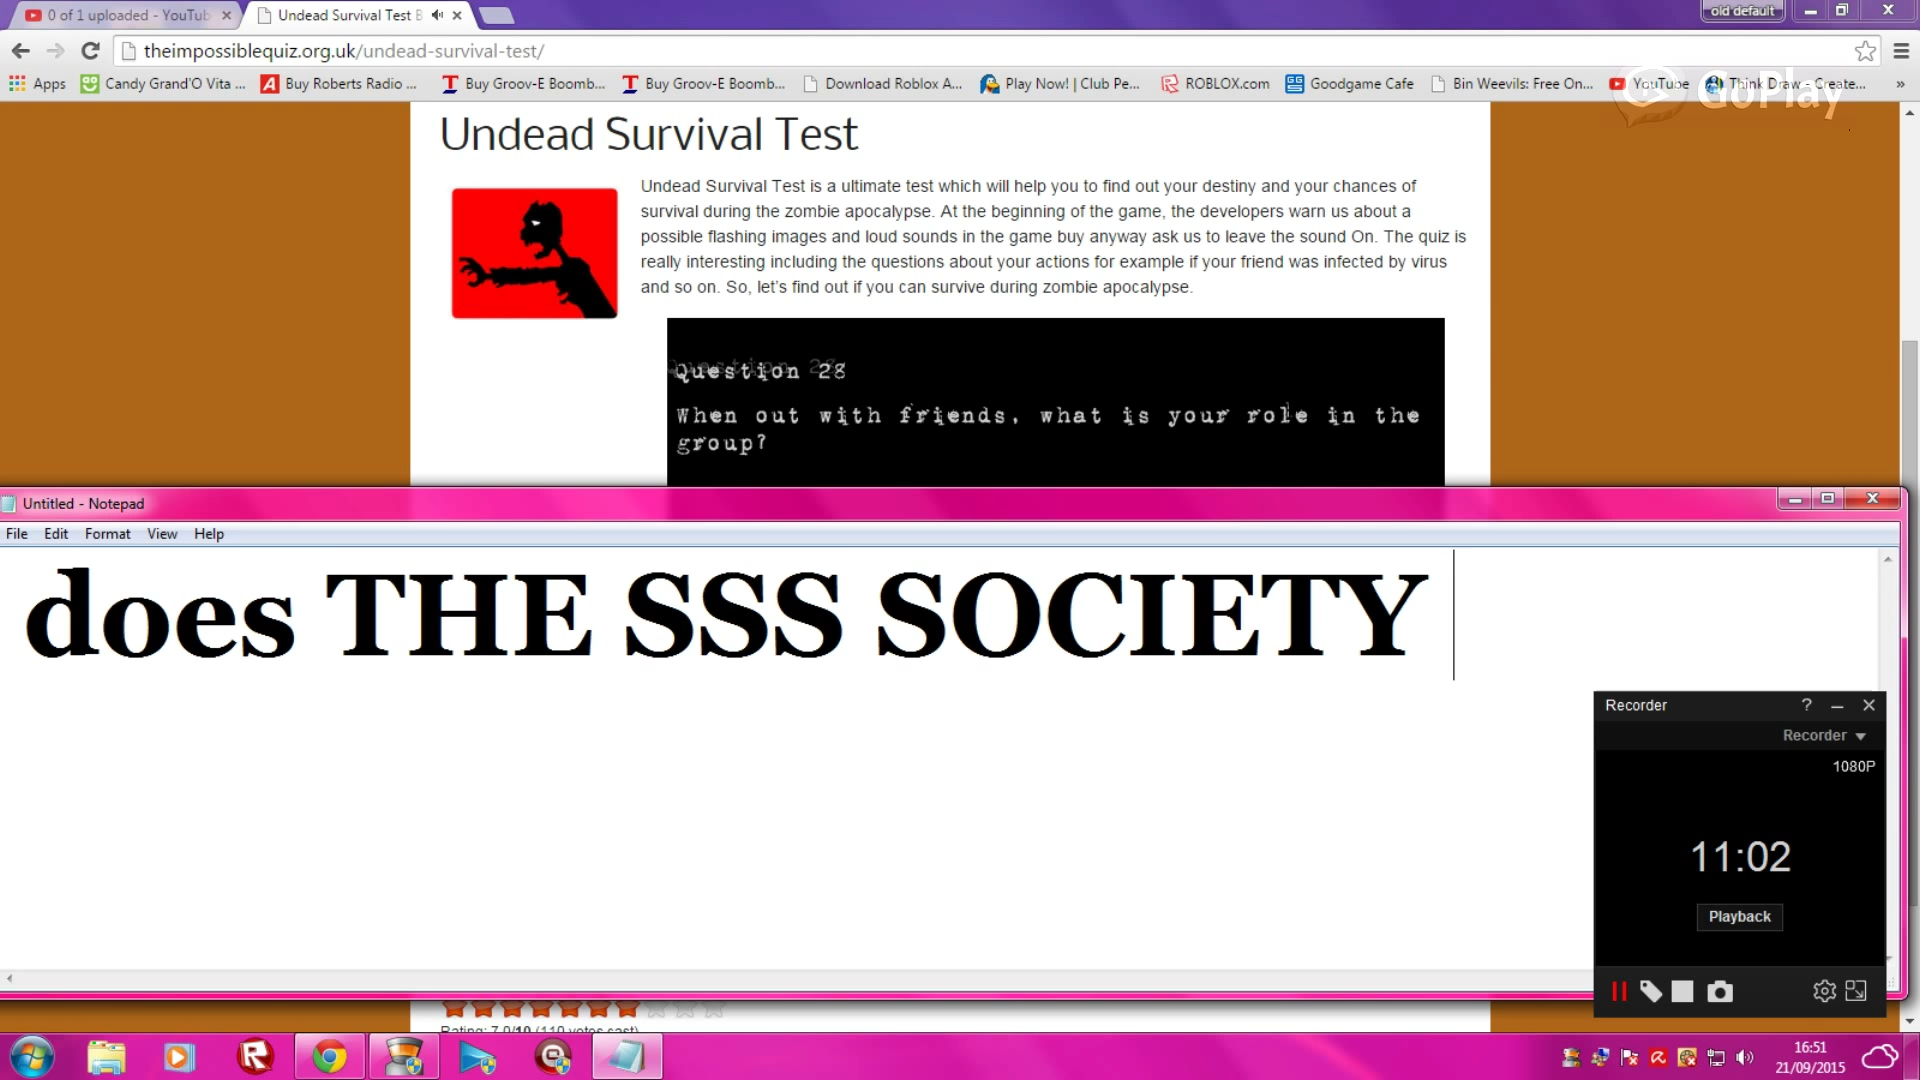 0 of 1 uploaded - YouTub
Undead Survival Test B
old default
theimpossiblequiz.org.uk/undead-survival-test/
Apps
Candy Grand'O Vita ...
Buy Roberts Radio ...
Buy Groov-E Boomb...
Buy Groov-E Boomb...
Download Roblox A...
Play Now! | Club Pe...
ROBLOX.com
Goodgame Cafe
Bin Weevils: Free On...
YouTube
Think Draw - Create...
»
GoPlay
Undead Survival Test
Undead Survival Test is a ultimate test which will help you to find out your destiny and your chances of
survival during the zombie apocalypse. At the beginning of the game, the developers warn us about a
possible flashing images and loud sounds in the game buy anyway ask us to leave the sound On. The quiz is
really interesting including the questions about your actions for example if your friend was infected by virus
and so on. So, let's find out if you can survive during zombie apocalypse.
Question 28
When out with friends, what is your role in the
group?
Untitled - Notepad
File Edit Format View Help
does THE SSS SOCIETY
Recorder
Recorder
1080P
11:02
Playback
Rating: 7.0/10 (110 votes cast)
16:51
21/09/2015